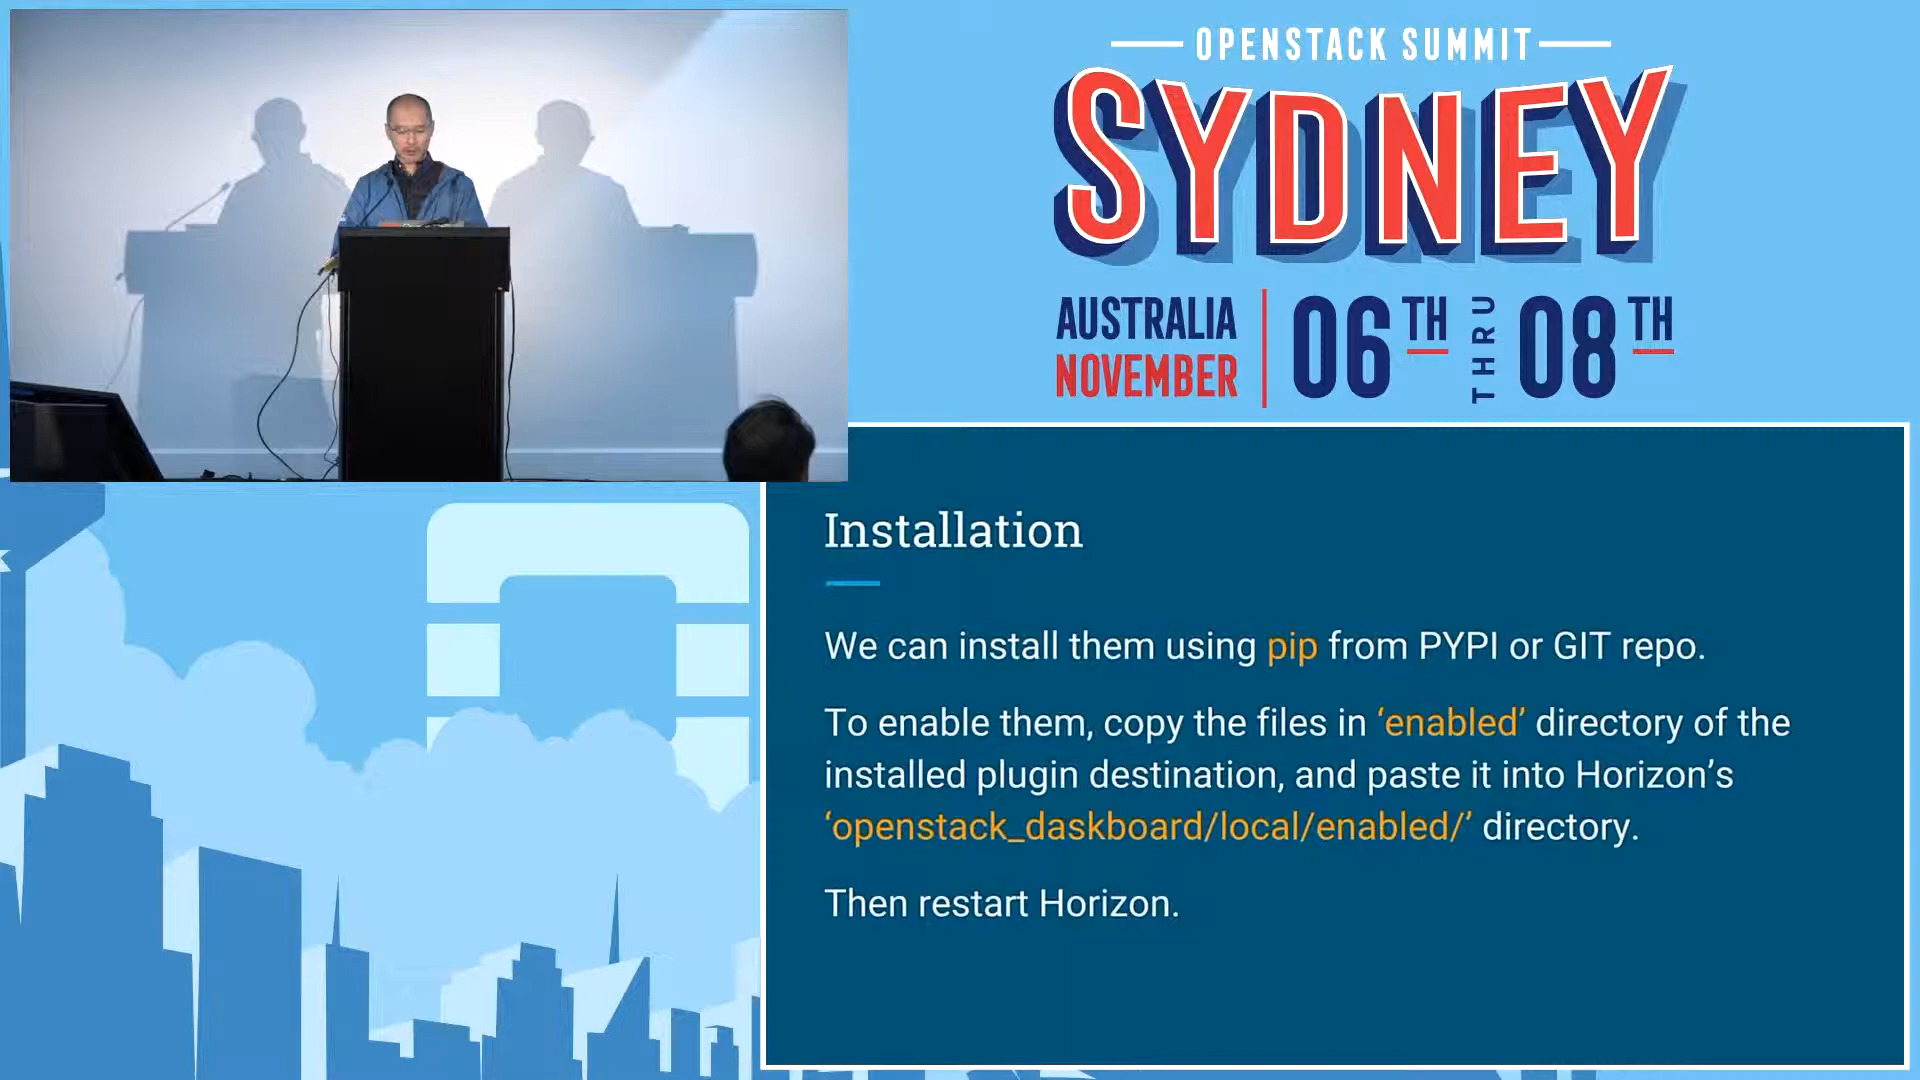 OPENSTACK SUMMIT
SYDNEY
AUSTRALIA
NOVEMBER
06TH THRU 08TH
Installation
We can install them using pip from PYPI or GIT repo.
To enable them, copy the files in ‘enabled’ directory of the
installed plugin destination, and paste it into Horizon’s
‘openstack_daskboard/local/enabled/’ directory.
Then restart Horizon.